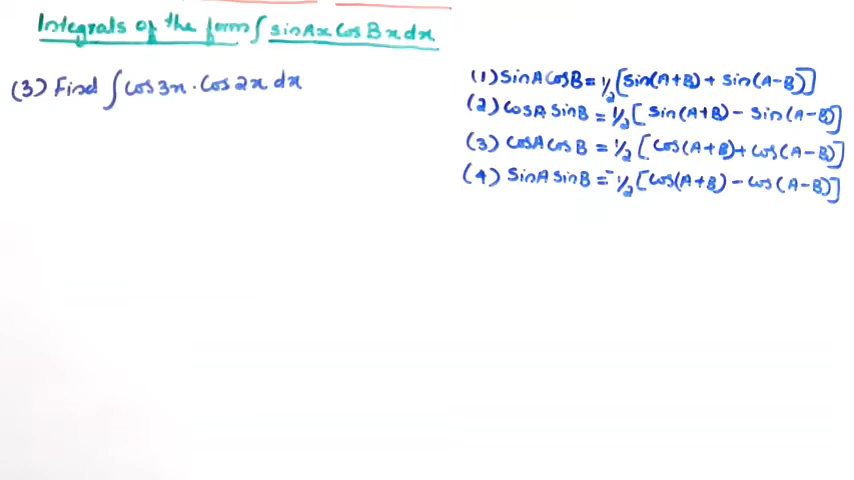 Integrals of the form ∫ sinAx Cos Bx dx
(3) Find ∫ Cos3x · Cos2x dx
(1) SinA CosB = 1/2 [Sin(A+B) + Sin(A-B)]
(2) CosA SinB = 1/2 [Sin(A+B) - Sin(A-B)]
(3) CosA CosB = 1/2 [Cos(A+B) + Cos(A-B)]
(4) SinA SinB = -1/2 [Cos(A+B) - Cos(A-B)]